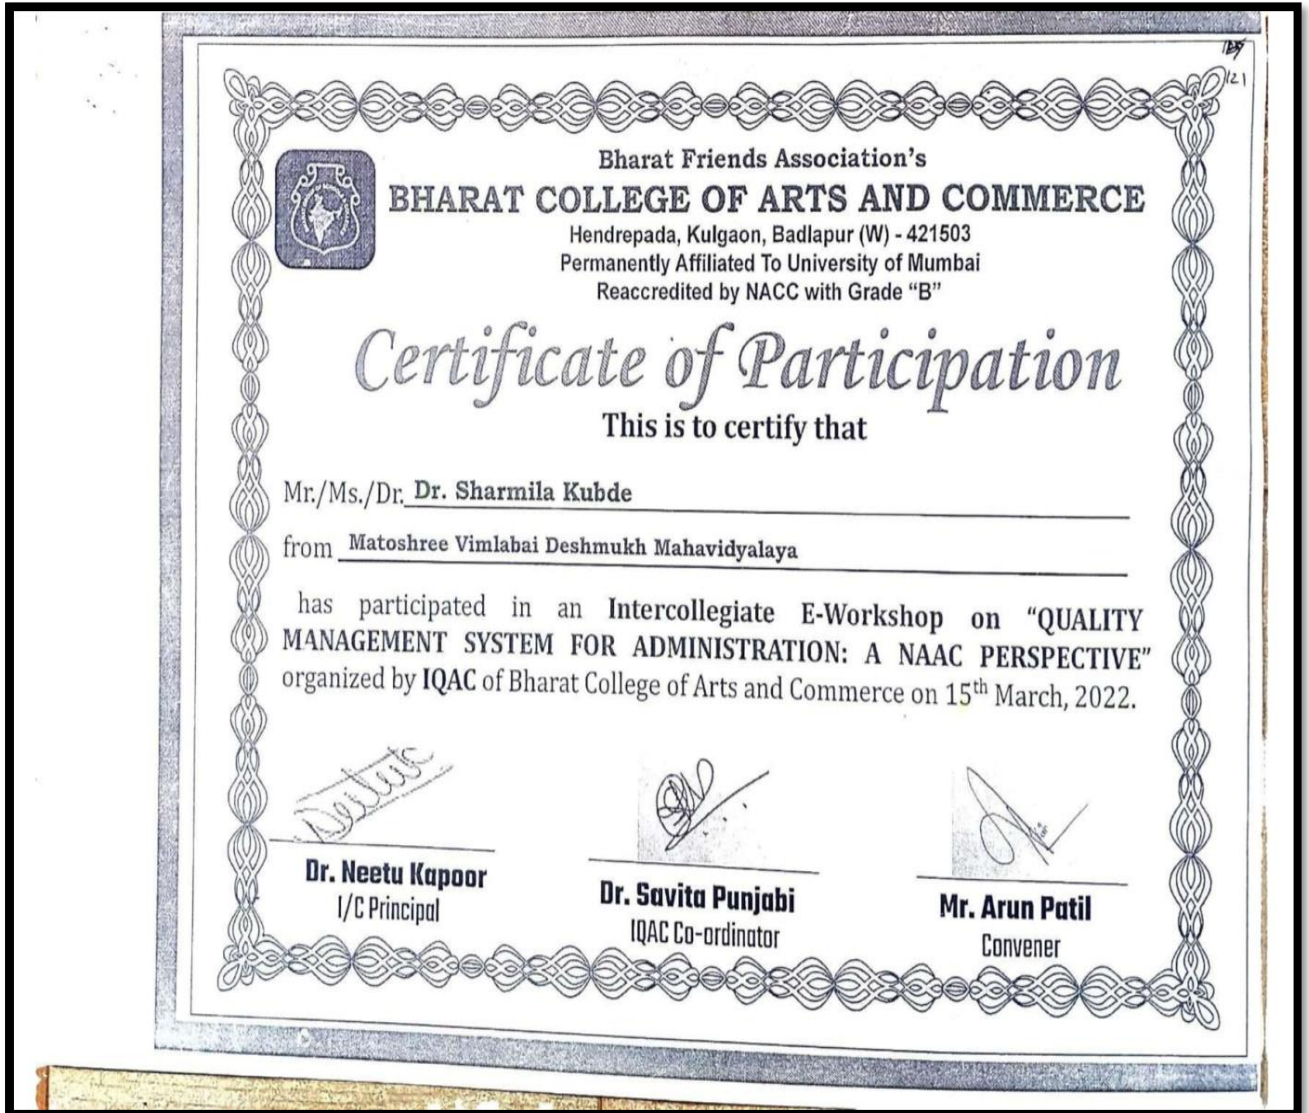 121
Bharat Friends Association's
BHARAT COLLEGE OF ARTS AND COMMERCE
Hendrepada, Kulgaon, Badlapur (W) - 421503
Permanently Affiliated To University of Mumbai
Reaccredited by NACC with Grade “B”
Certificate of Participation
This is to certify that
Mr./Ms./Dr. Dr. Sharmila Kubde
from Matoshree Vimlabai Deshmukh Mahavidyalaya
has participated in an Intercollegiate E-Workshop on “QUALITY
MANAGEMENT SYSTEM FOR ADMINISTRATION: A NAAC PERSPECTIVE”
organized by IQAC of Bharat College of Arts and Commerce on 15th March, 2022.
Dr. Neetu Kapoor
I/C Principal
Dr. Savita Punjabi
IQAC Co-ordinator
Mr. Arun Patil
Convener